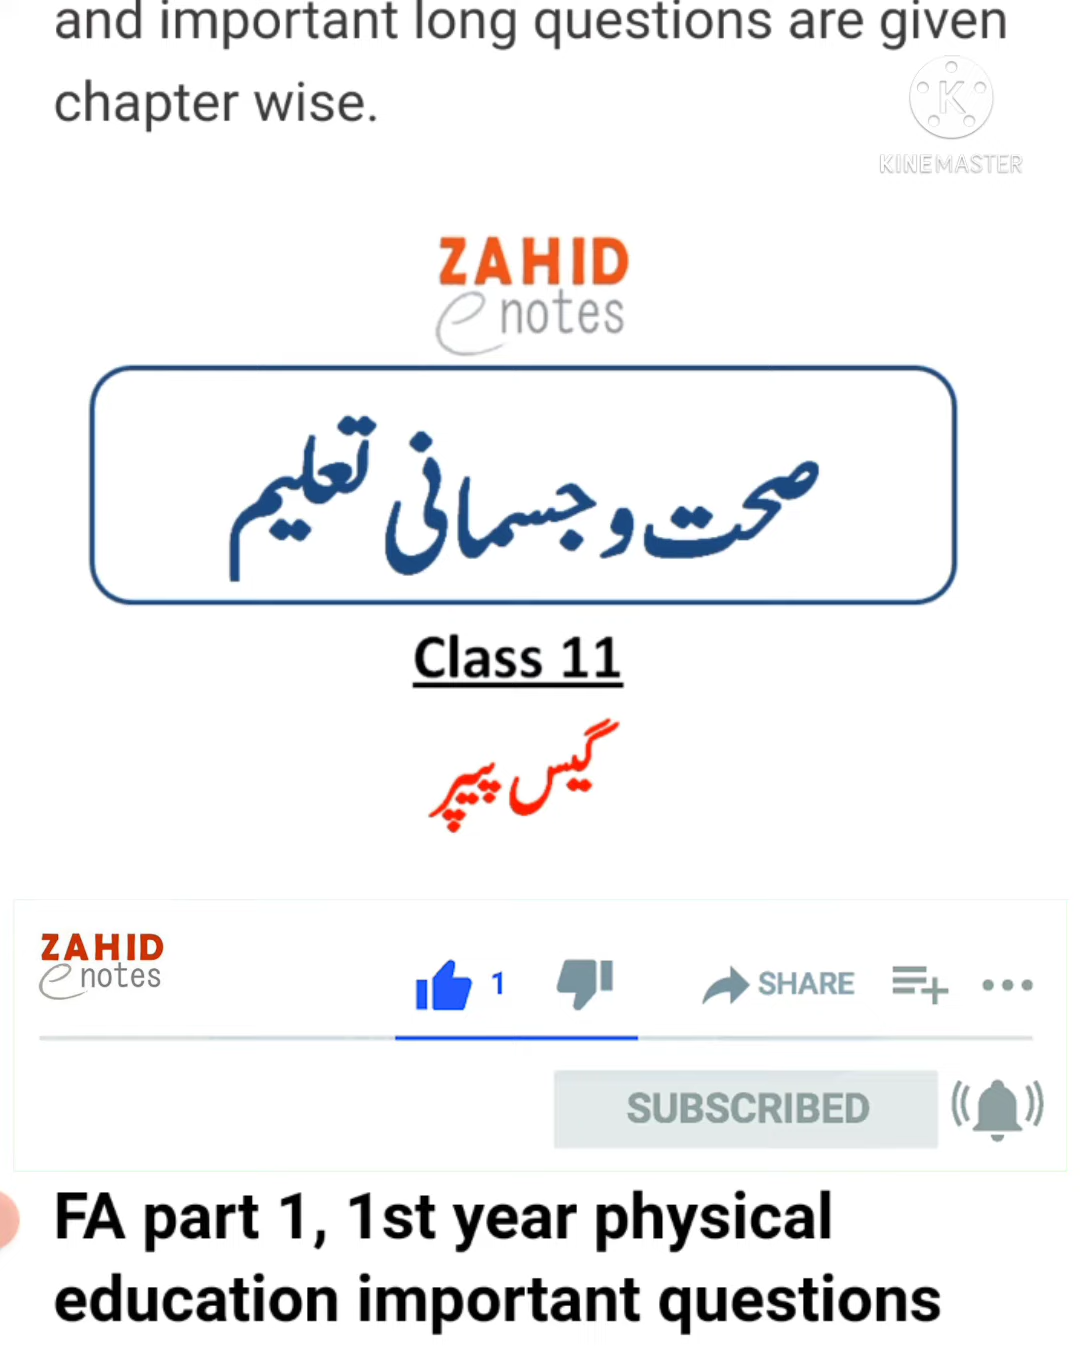 and important long questions are given
chapter wise.
K
KINEMASTER
ZAHID
e notes
صحت و جسمانی تعلیم
Class 11
گیس پیپر
ZAHID
e notes
1
SHARE
SUBSCRIBED
FA part 1, 1st year physical
education important questions